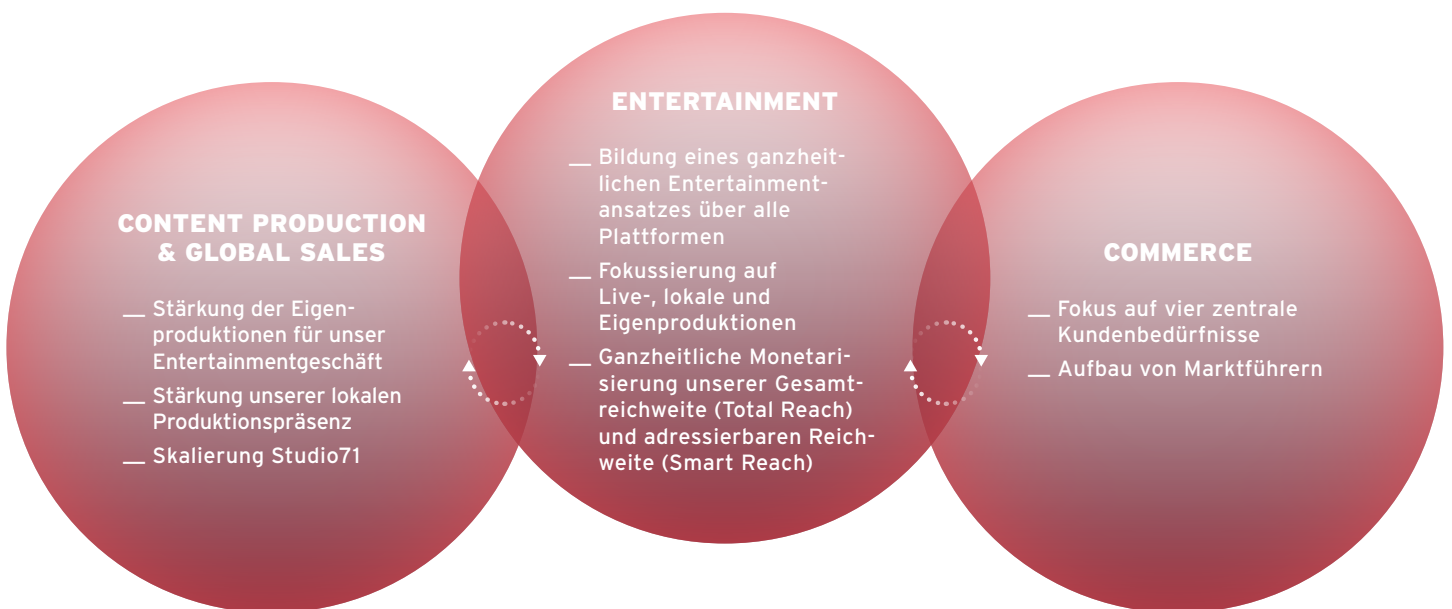 CONTENT PRODUCTION
& GLOBAL SALES
__ Stärkung der Eigen-
produktionen für unser
Entertainmentgeschäft
__ Stärkung unserer lokalen
Produktionspräsenz
__ Skalierung Studio71
ENTERTAINMENT
__ Bildung eines ganzheit-
lichen Entertainment-
ansatzes über alle
Plattformen
__ Fokussierung auf
Live-, lokale und
Eigenproduktionen
__ Ganzheitliche Monetari-
sierung unserer Gesamt-
reichweite (Total Reach)
und adressierbaren Reich-
weite (Smart Reach)
COMMERCE
__ Fokus auf vier zentrale
Kundenbedürfnisse
__ Aufbau von Marktführern